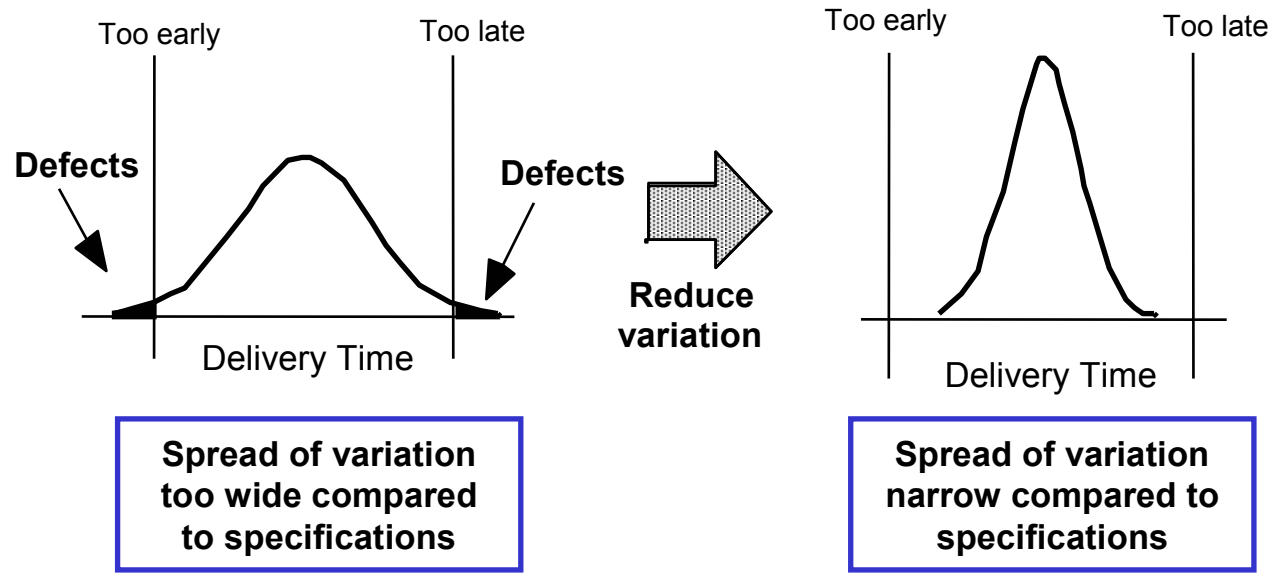 Too early
Too late
Defects
Defects
Delivery Time
Spread of variation
too wide compared
to specifications
Reduce
variation
Too early
Too late
Delivery Time
Spread of variation
narrow compared to
specifications